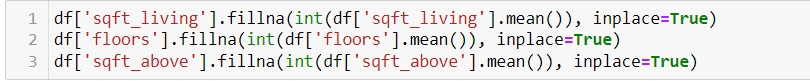 1 df['sqft_living'].fillna(int(df['sqft_living'].mean()), inplace=True)
2 df['floors'].fillna(int(df['floors'].mean()), inplace=True)
3 df['sqft_above'].fillna(int(df['sqft_above'].mean()), inplace=True)